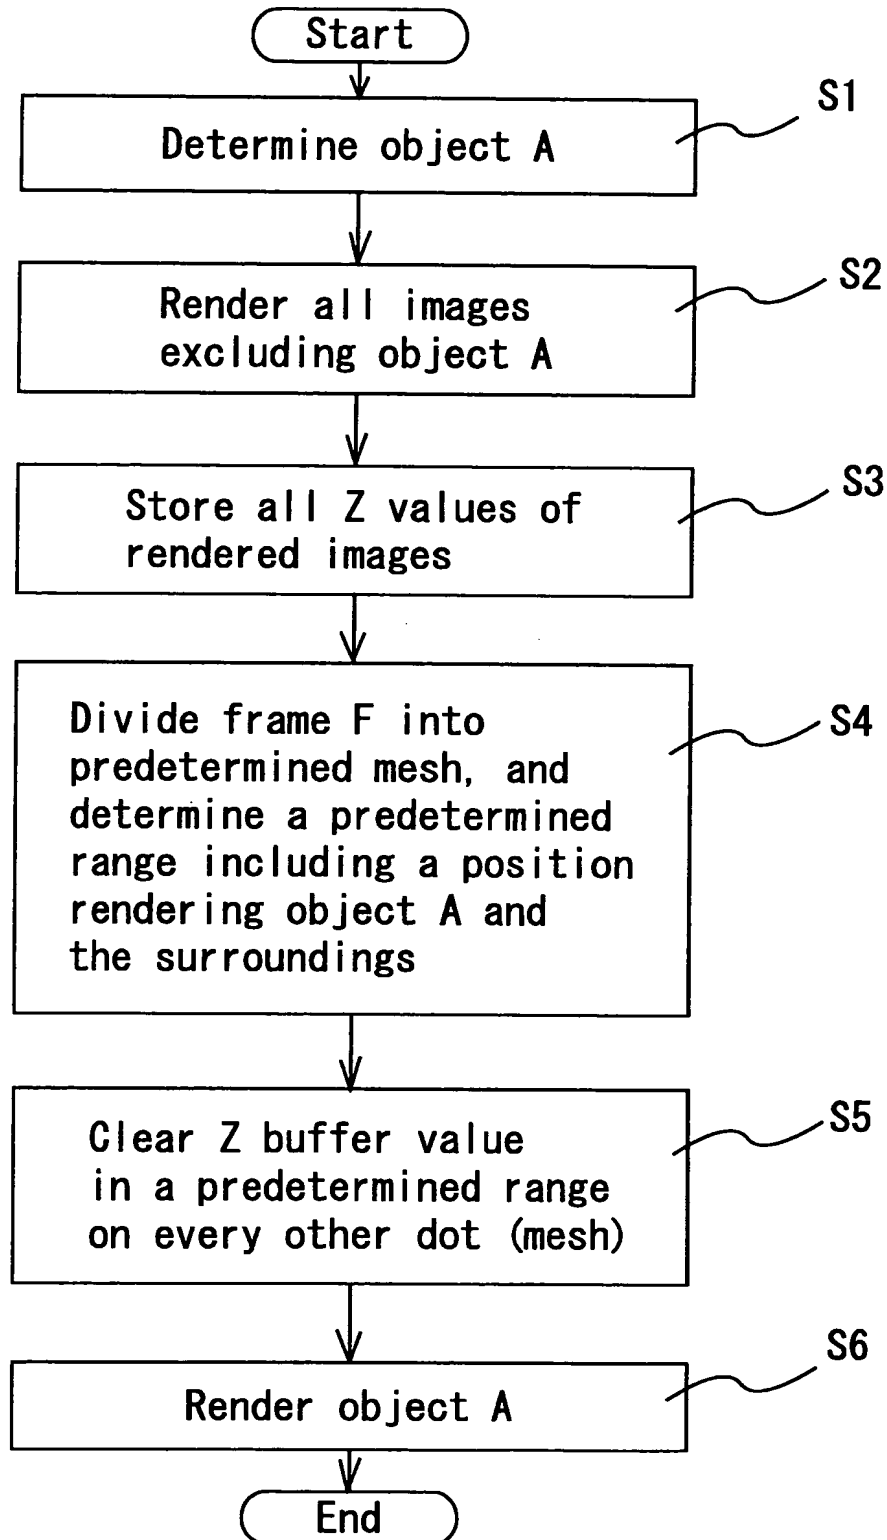 Start
S1
Determine object A
S2
Render all images
excluding object A
S3
Store all Z values of
rendered images
S4
Divide frame F into
predetermined mesh, and
determine a predetermined
range including a position
rendering object A and
the surroundings
S5
Clear Z buffer value
in a predetermined range
on every other dot (mesh)
S6
Render object A
End